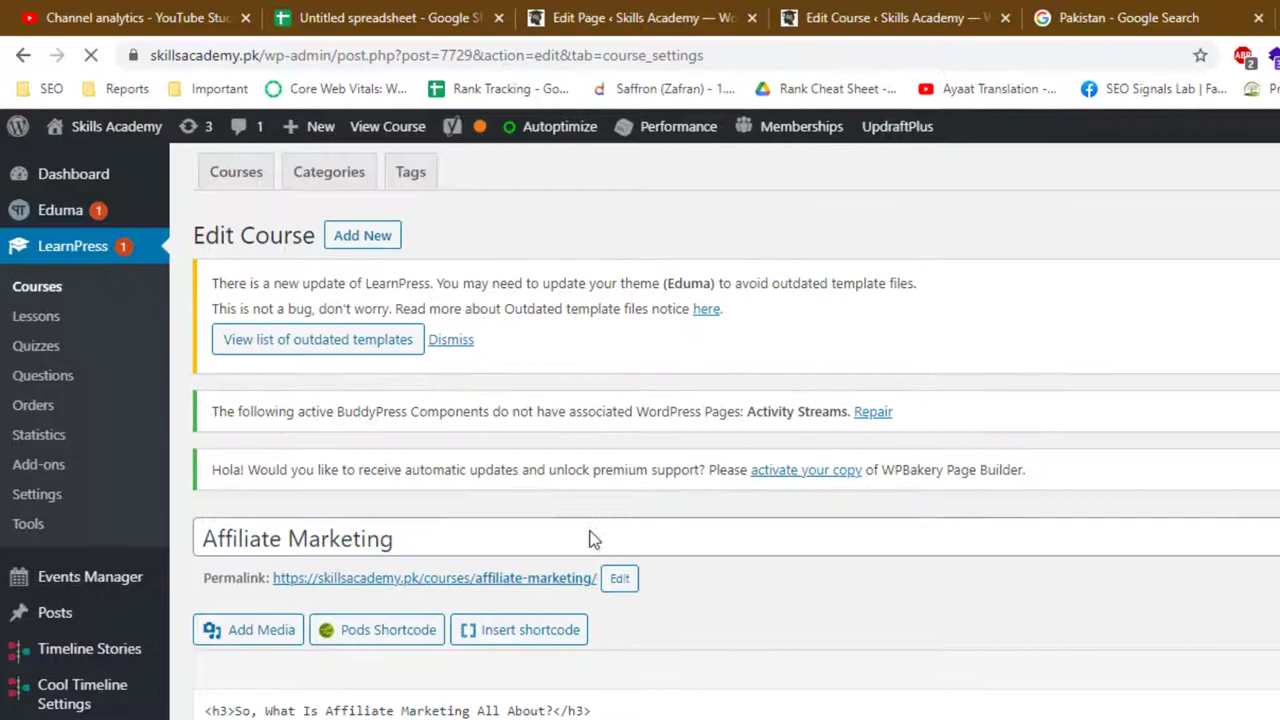 Channel analytics - YouTube Stu
Untitled spreadsheet - Google S
Edit Page ‹ Skills Academy — Wo
Edit Course ‹ Skills Academy — W
Pakistan - Google Search
skillsacademy.pk/wp-admin/post.php?post=7729&action=edit&tab=course_settings
2
SEO
Reports
Important
Core Web Vitals: W...
Rank Tracking - Go...
Saffron (Zafran) - 1....
Rank Cheat Sheet -...
Ayaat Translation -...
SEO Signals Lab | Fa...
Pr
Skills Academy
3
1
New
View Course
Autoptimize
Performance
Memberships
UpdraftPlus
Dashboard
Eduma 1
LearnPress 1
Courses
Lessons
Quizzes
Questions
Orders
Statistics
Add-ons
Settings
Tools
Events Manager
Posts
Timeline Stories
Cool Timeline
Settings
Courses
Categories
Tags
Edit Course
Add New
There is a new update of LearnPress. You may need to update your theme (Eduma) to avoid outdated template files.
This is not a bug, don't worry. Read more about Outdated template files notice here.
View list of outdated templates
Dismiss
The following active BuddyPress Components do not have associated WordPress Pages: Activity Streams. Repair
Hola! Would you like to receive automatic updates and unlock premium support? Please activate your copy of WPBakery Page Builder.
Affiliate Marketing
Permalink: https://skillsacademy.pk/courses/affiliate-marketing/
Edit
Add Media
Pods Shortcode
[ ] Insert shortcode
<h3>So, What Is Affiliate Marketing All About?</h3>